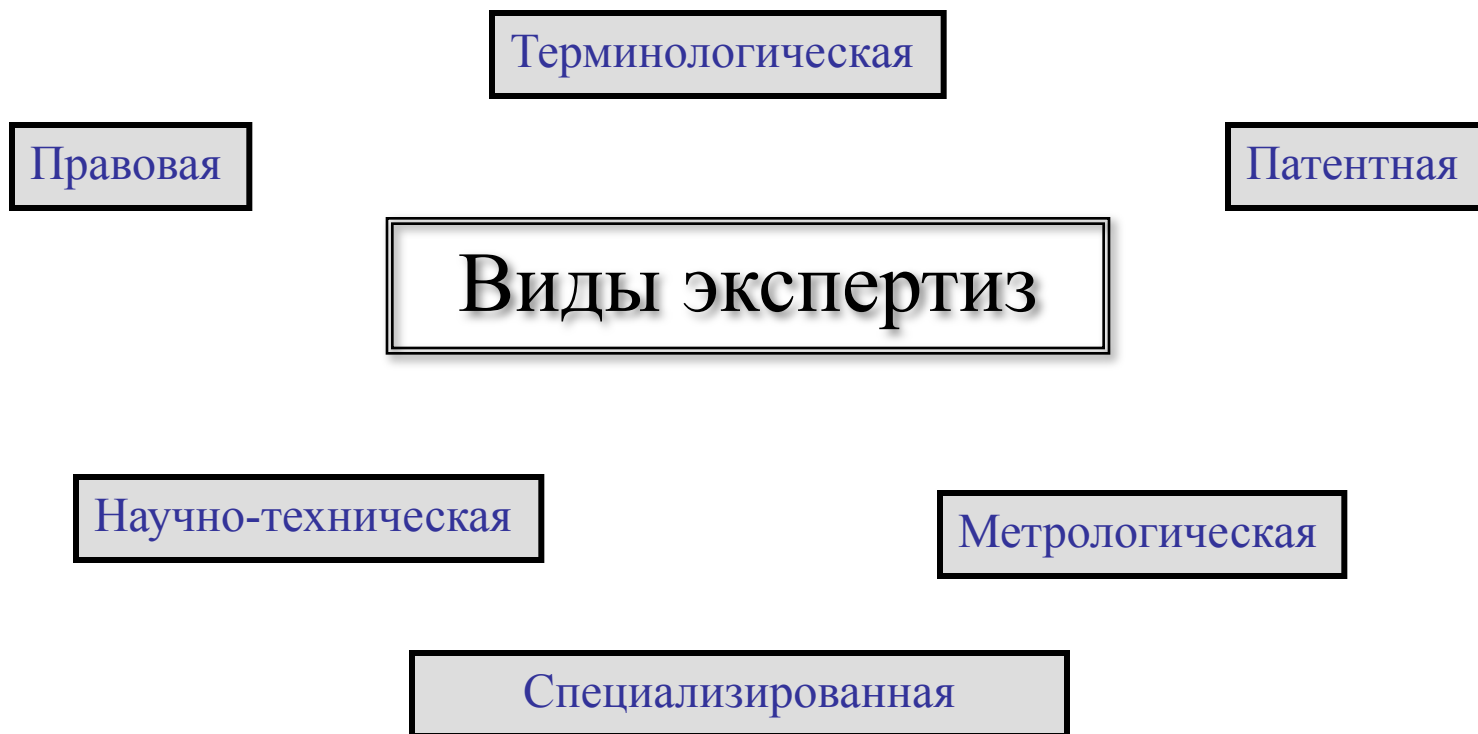 Терминологическая
Правовая
Патентная
Виды экспертиз
Научно-техническая
Метрологическая
Специализированная